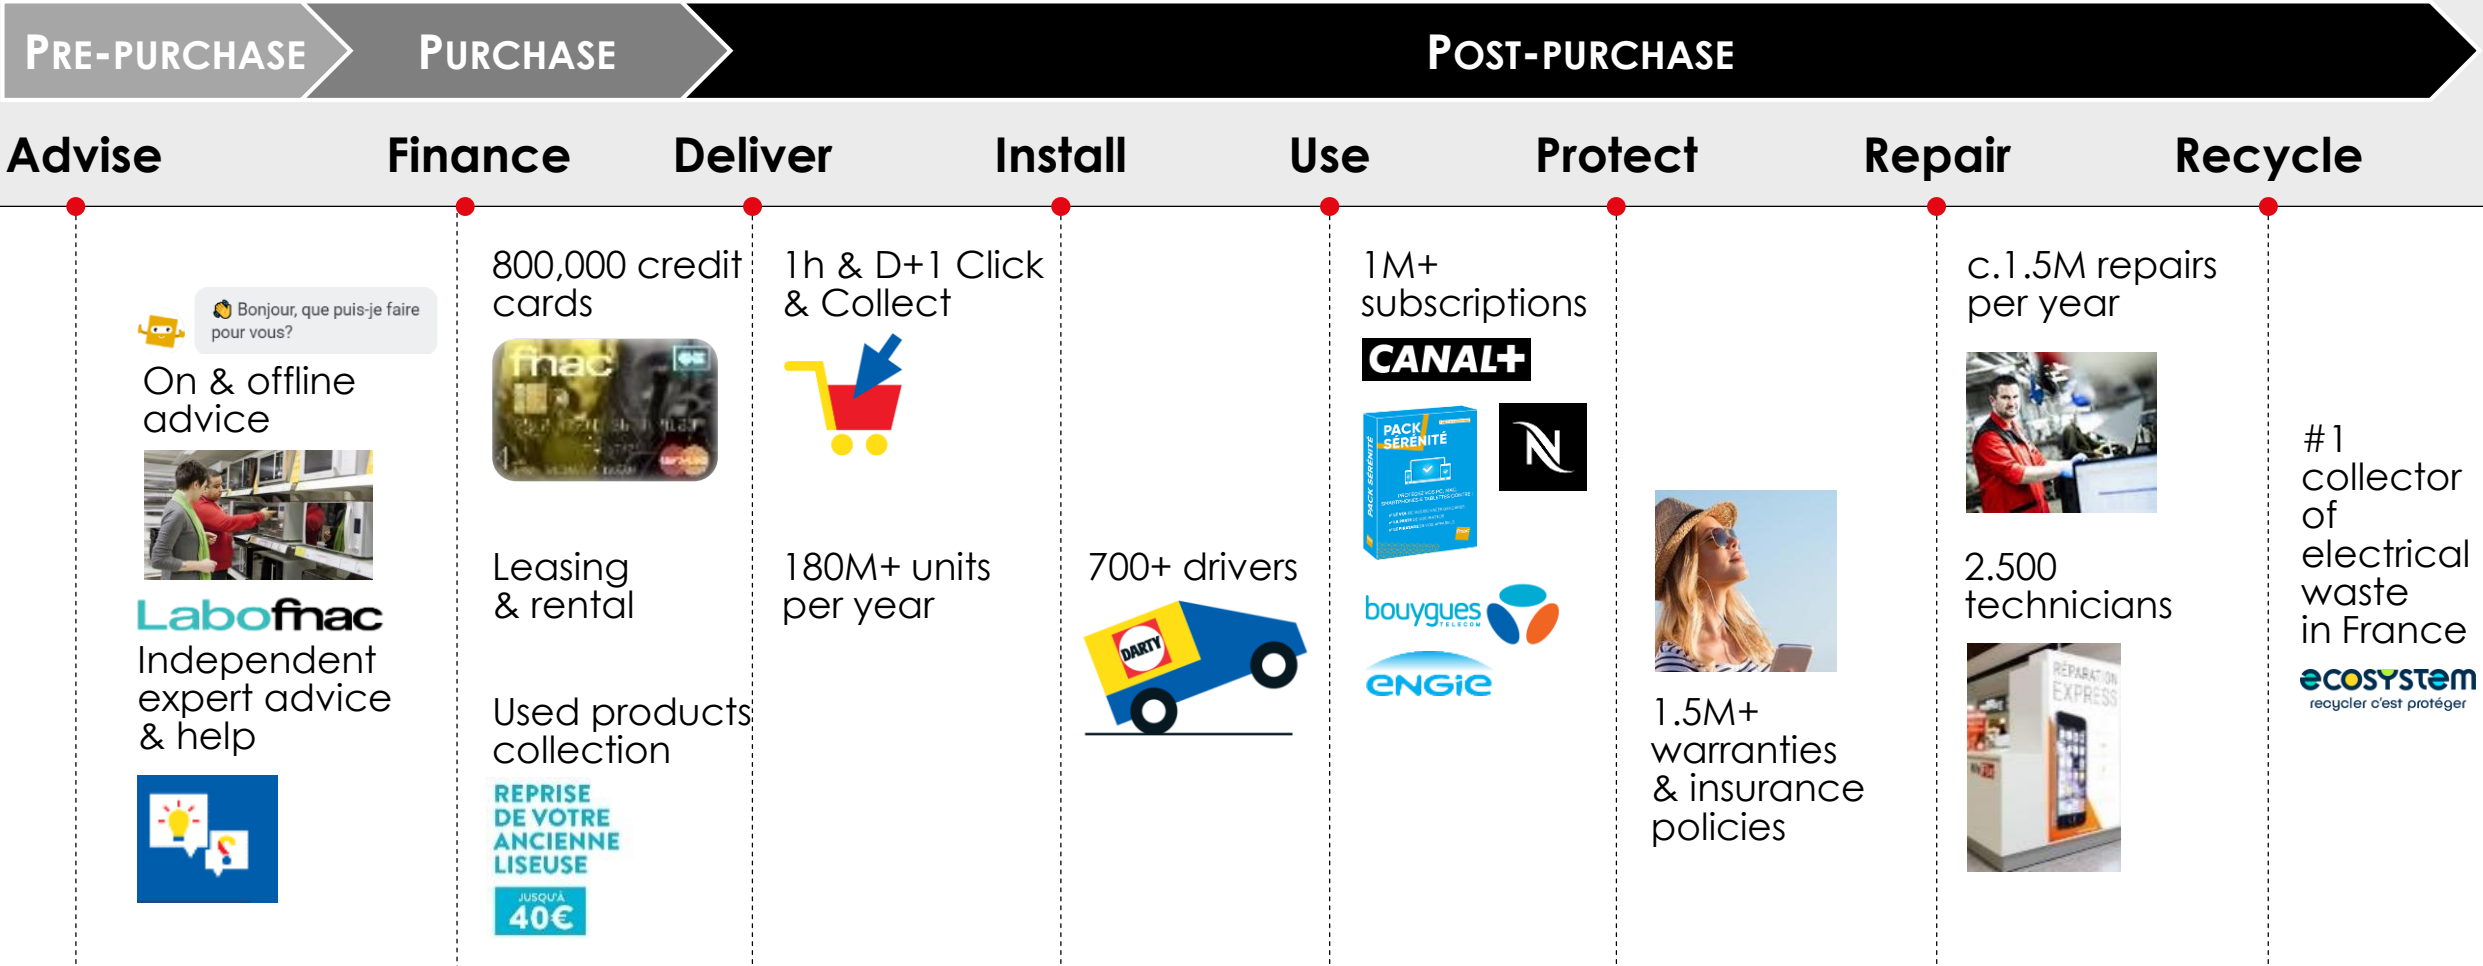 PRE-PURCHASE
PURCHASE
POST-PURCHASE
Advise
Finance
Deliver
Install
Use
Protect
Repair
Recycle
Bonjour, que puis-je faire
pour vous?
On & offline
advice
Labofnac
Independent
expert advice
& help
800,000 credit
cards
fnac
Leasing
& rental
Used products
collection
REPRISE
DE VOTRE
ANCIENNE
LISEUSE
JUSQU'À
40€
1h & D+1 Click
& Collect
180M+ units
per year
700+ drivers
DARTY
1M+
subscriptions
CANAL+
PACK
SÉRÉNITÉ
PACK SÉRÉNITÉ
N
bouygues
TELECOM
ENGIE
1.5M+
warranties
& insurance
policies
c.1.5M repairs
per year
2.500
technicians
RÉPARATION
EXPRESS
#1
collector
of
electrical
waste
in France
ecosystem
recycler c'est protéger